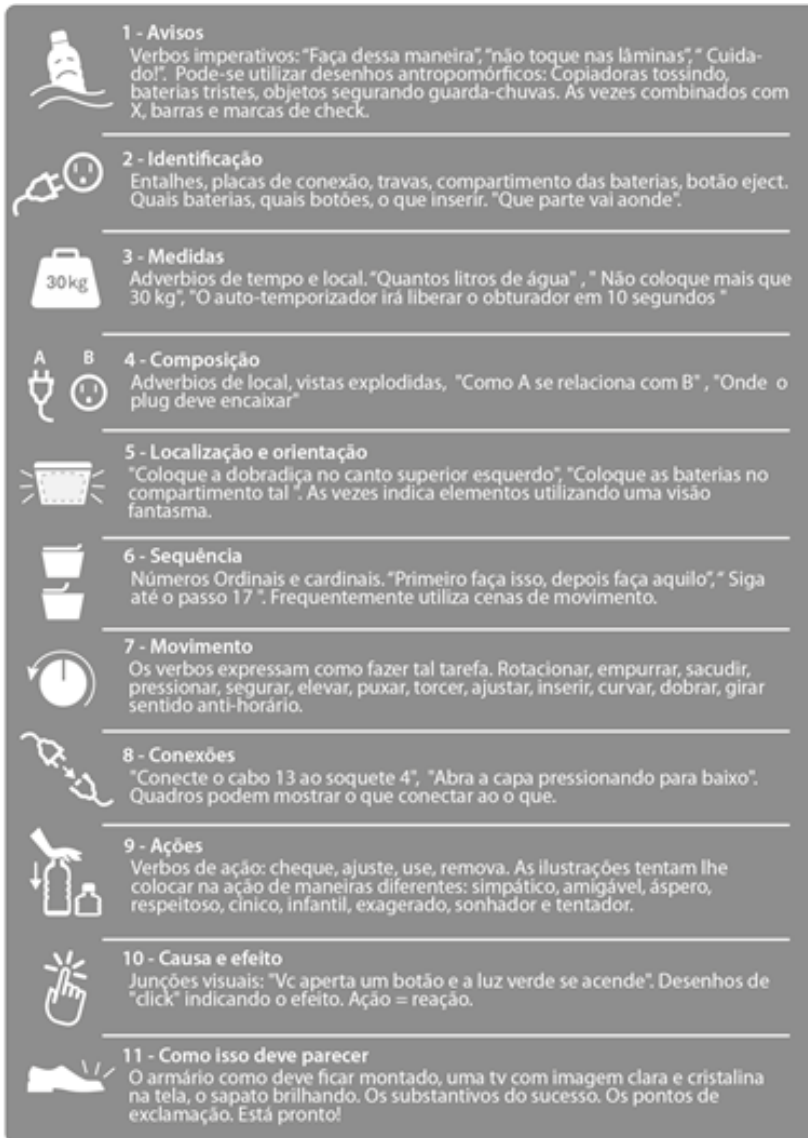 1 - Avisos
Verbos imperativos: “Faça dessa maneira”, “não toque nas lâminas”, “ Cuida-
do!”. Pode-se utilizar desenhos antropomórficos: Copiadoras tossindo,
baterias tristes, objetos segurando guarda-chuvas. As vezes combinados com
X, barras e marcas de check.
2 - Identificação
Entalhes, placas de conexão, travas, compartimento das baterias, botão eject.
Quais baterias, quais botões, o que inserir. "Que parte vai aonde".
30 kg
3 - Medidas
Adverbios de tempo e local. “Quantos litros de água" , " Não coloque mais que
30 kg", "O auto-temporizador irá liberar o obturador em 10 segundos "
A B
4 - Composição
Adverbios de local, vistas explodidas, "Como A se relaciona com B" , "Onde o
plug deve encaixar"
5 - Localização e orientação
"Coloque a dobradiça no canto superior esquerdo", "Coloque as baterias no
compartimento tal ". As vezes indica elementos utilizando uma visão
fantasma.
6 - Sequência
Números Ordinais e cardinais. “Primeiro faça isso, depois faça aquilo”, “ Siga
até o passo 17 ". Frequentemente utiliza cenas de movimento.
7 - Movimento
Os verbos expressam como fazer tal tarefa. Rotacionar, empurrar, sacudir,
pressionar, segurar, elevar, puxar, torcer, ajustar, inserir, curvar, dobrar, girar
sentido anti-horário.
8 - Conexões
"Conecte o cabo 13 ao soquete 4", "Abra a capa pressionando para baixo".
Quadros podem mostrar o que conectar ao o que.
9 - Ações
Verbos de ação: cheque, ajuste, use, remova. As ilustrações tentam lhe
colocar na ação de maneiras diferentes: simpático, amigável, áspero,
respeitoso, cínico, infantil, exagerado, sonhador e tentador.
10 - Causa e efeito
Junções visuais: "Vc aperta um botão e a luz verde se acende". Desenhos de
"click" indicando o efeito. Ação = reação.
11 - Como isso deve parecer
O armário como deve ficar montado, uma tv com imagem clara e cristalina
na tela, o sapato brilhando. Os substantivos do sucesso. Os pontos de
exclamação. Está pronto!